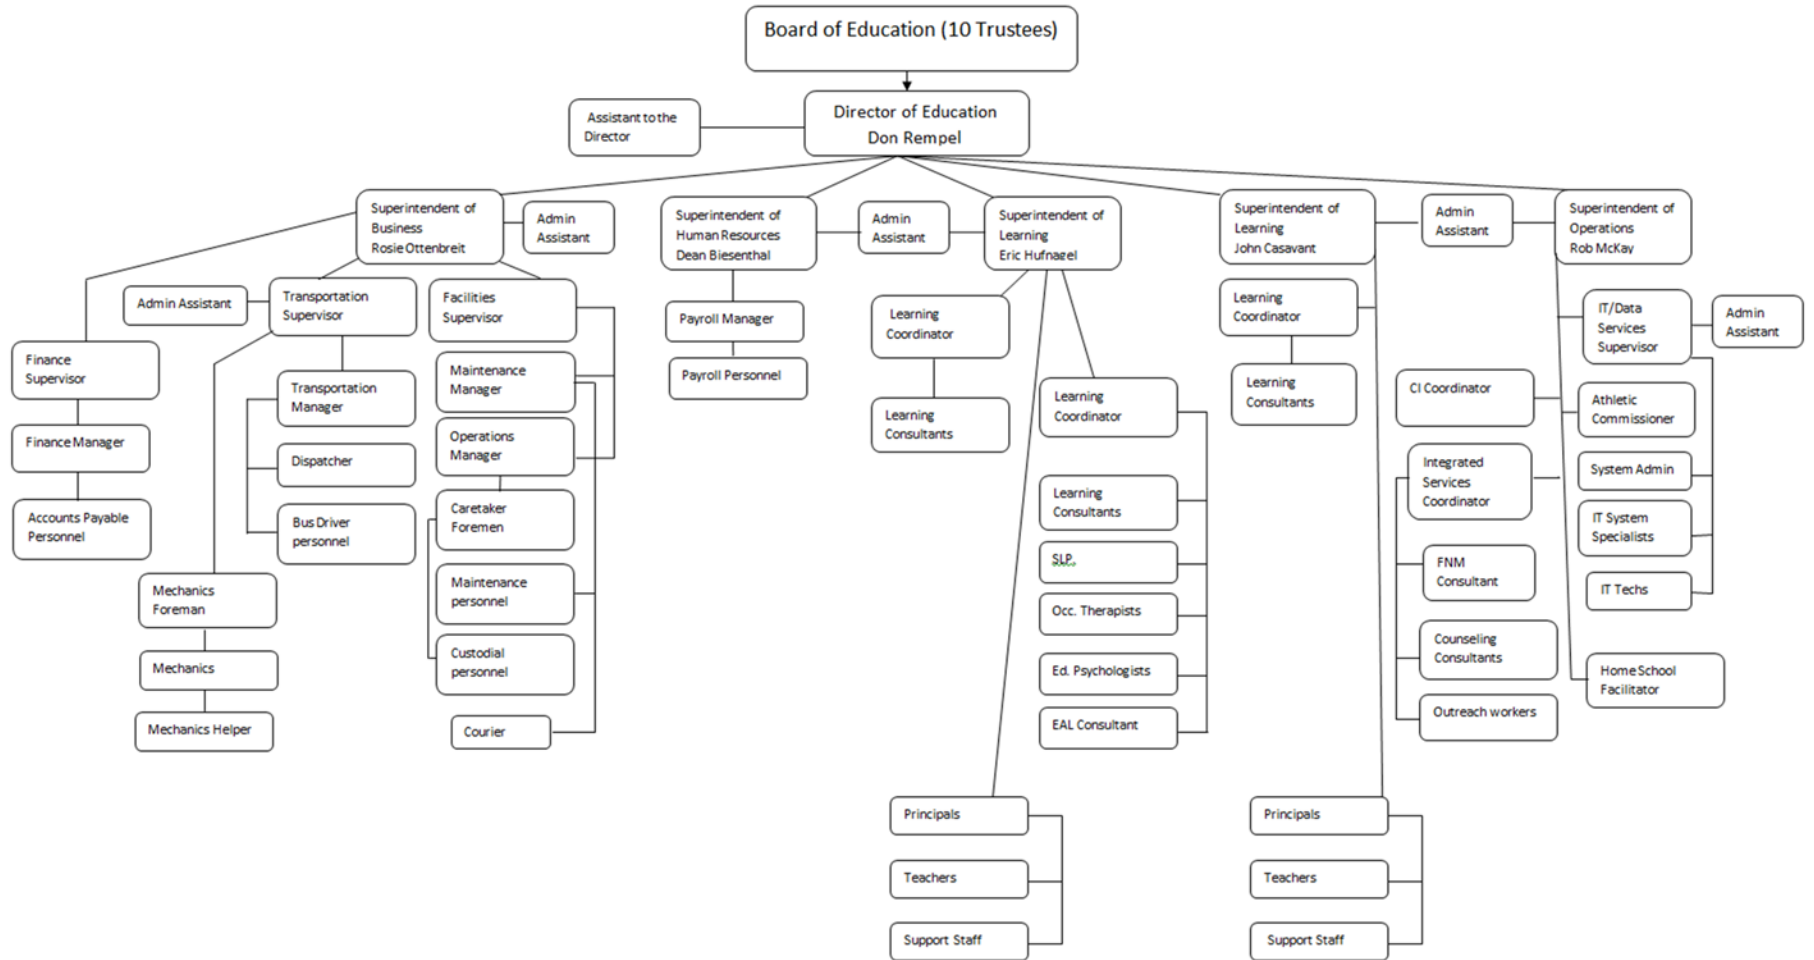 Board of Education (10 Trustees)
Assistant to the
Director
Director of Education
Don Rempel
Superintendent of
Business
Rosie Ottenbreit
Admin
Assistant
Superintendent of
Human Resources
Dean Biesenthal
Admin
Assistant
Superintendent of
Learning
Eric Hufnagel
Superintendent of
Learning
John Casavant
Admin
Assistant
Superintendent of
Operations
Rob McKay
Finance
Supervisor
Finance Manager
Accounts Payable
Personnel
Admin Assistant
Transportation
Supervisor
Transportation
Manager
Dispatcher
Bus Driver
personnel
Mechanics
Foreman
Mechanics
Mechanics Helper
Facilities
Supervisor
Maintenance
Manager
Operations
Manager
Caretaker
Foremen
Maintenance
personnel
Custodial
personnel
Courier
Payroll Manager
Payroll Personnel
Learning
Coordinator
Learning
Consultants
Learning
Coordinator
Learning
Consultants
SLP.
Occ. Therapists
Ed. Psychologists
EAL Consultant
Principals
Teachers
Support Staff
Learning
Coordinator
Learning
Consultants
Principals
Teachers
Support Staff
CI Coordinator
Integrated
Services
Coordinator
FNM
Consultant
Counseling
Consultants
Outreach workers
IT/Data
Services
Supervisor
Admin
Assistant
Athletic
Commissioner
System Admin
IT System
Specialists
IT Techs
Home School
Facilitator